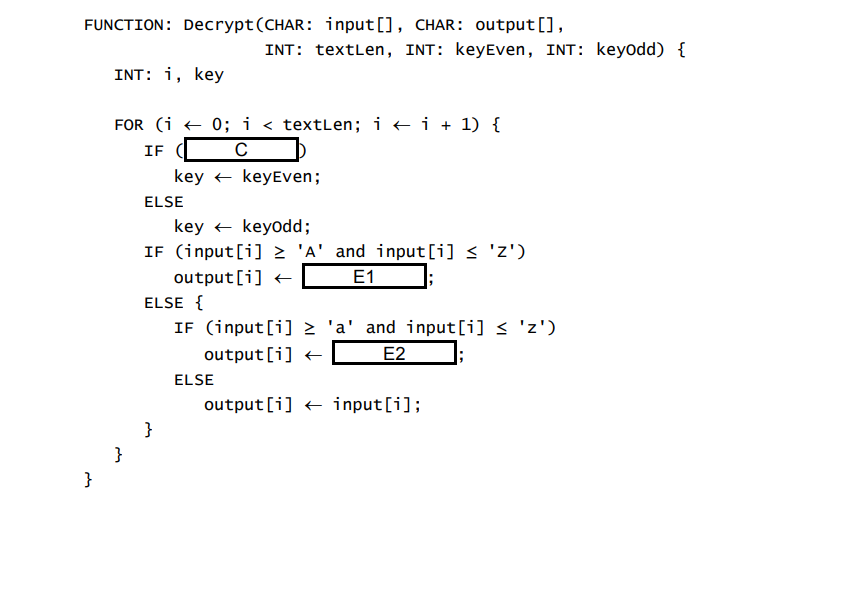 FUNCTION: Decrypt(CHAR: input[], CHAR: output[],
INT: textLen, INT: keyEven, INT: keyOdd) {
INT: i, key
FOR (i ← 0; i < textLen; i ← i + 1) {
IF ( C )
key ← keyEven;
ELSE
key ← keyOdd;
IF (input[i] ≥ 'A' and input[i] ≤ 'Z')
output[i] ← E1 ;
ELSE {
IF (input[i] ≥ 'a' and input[i] ≤ 'z')
output[i] ← E2 ;
ELSE
output[i] ← input[i];
}
}
}